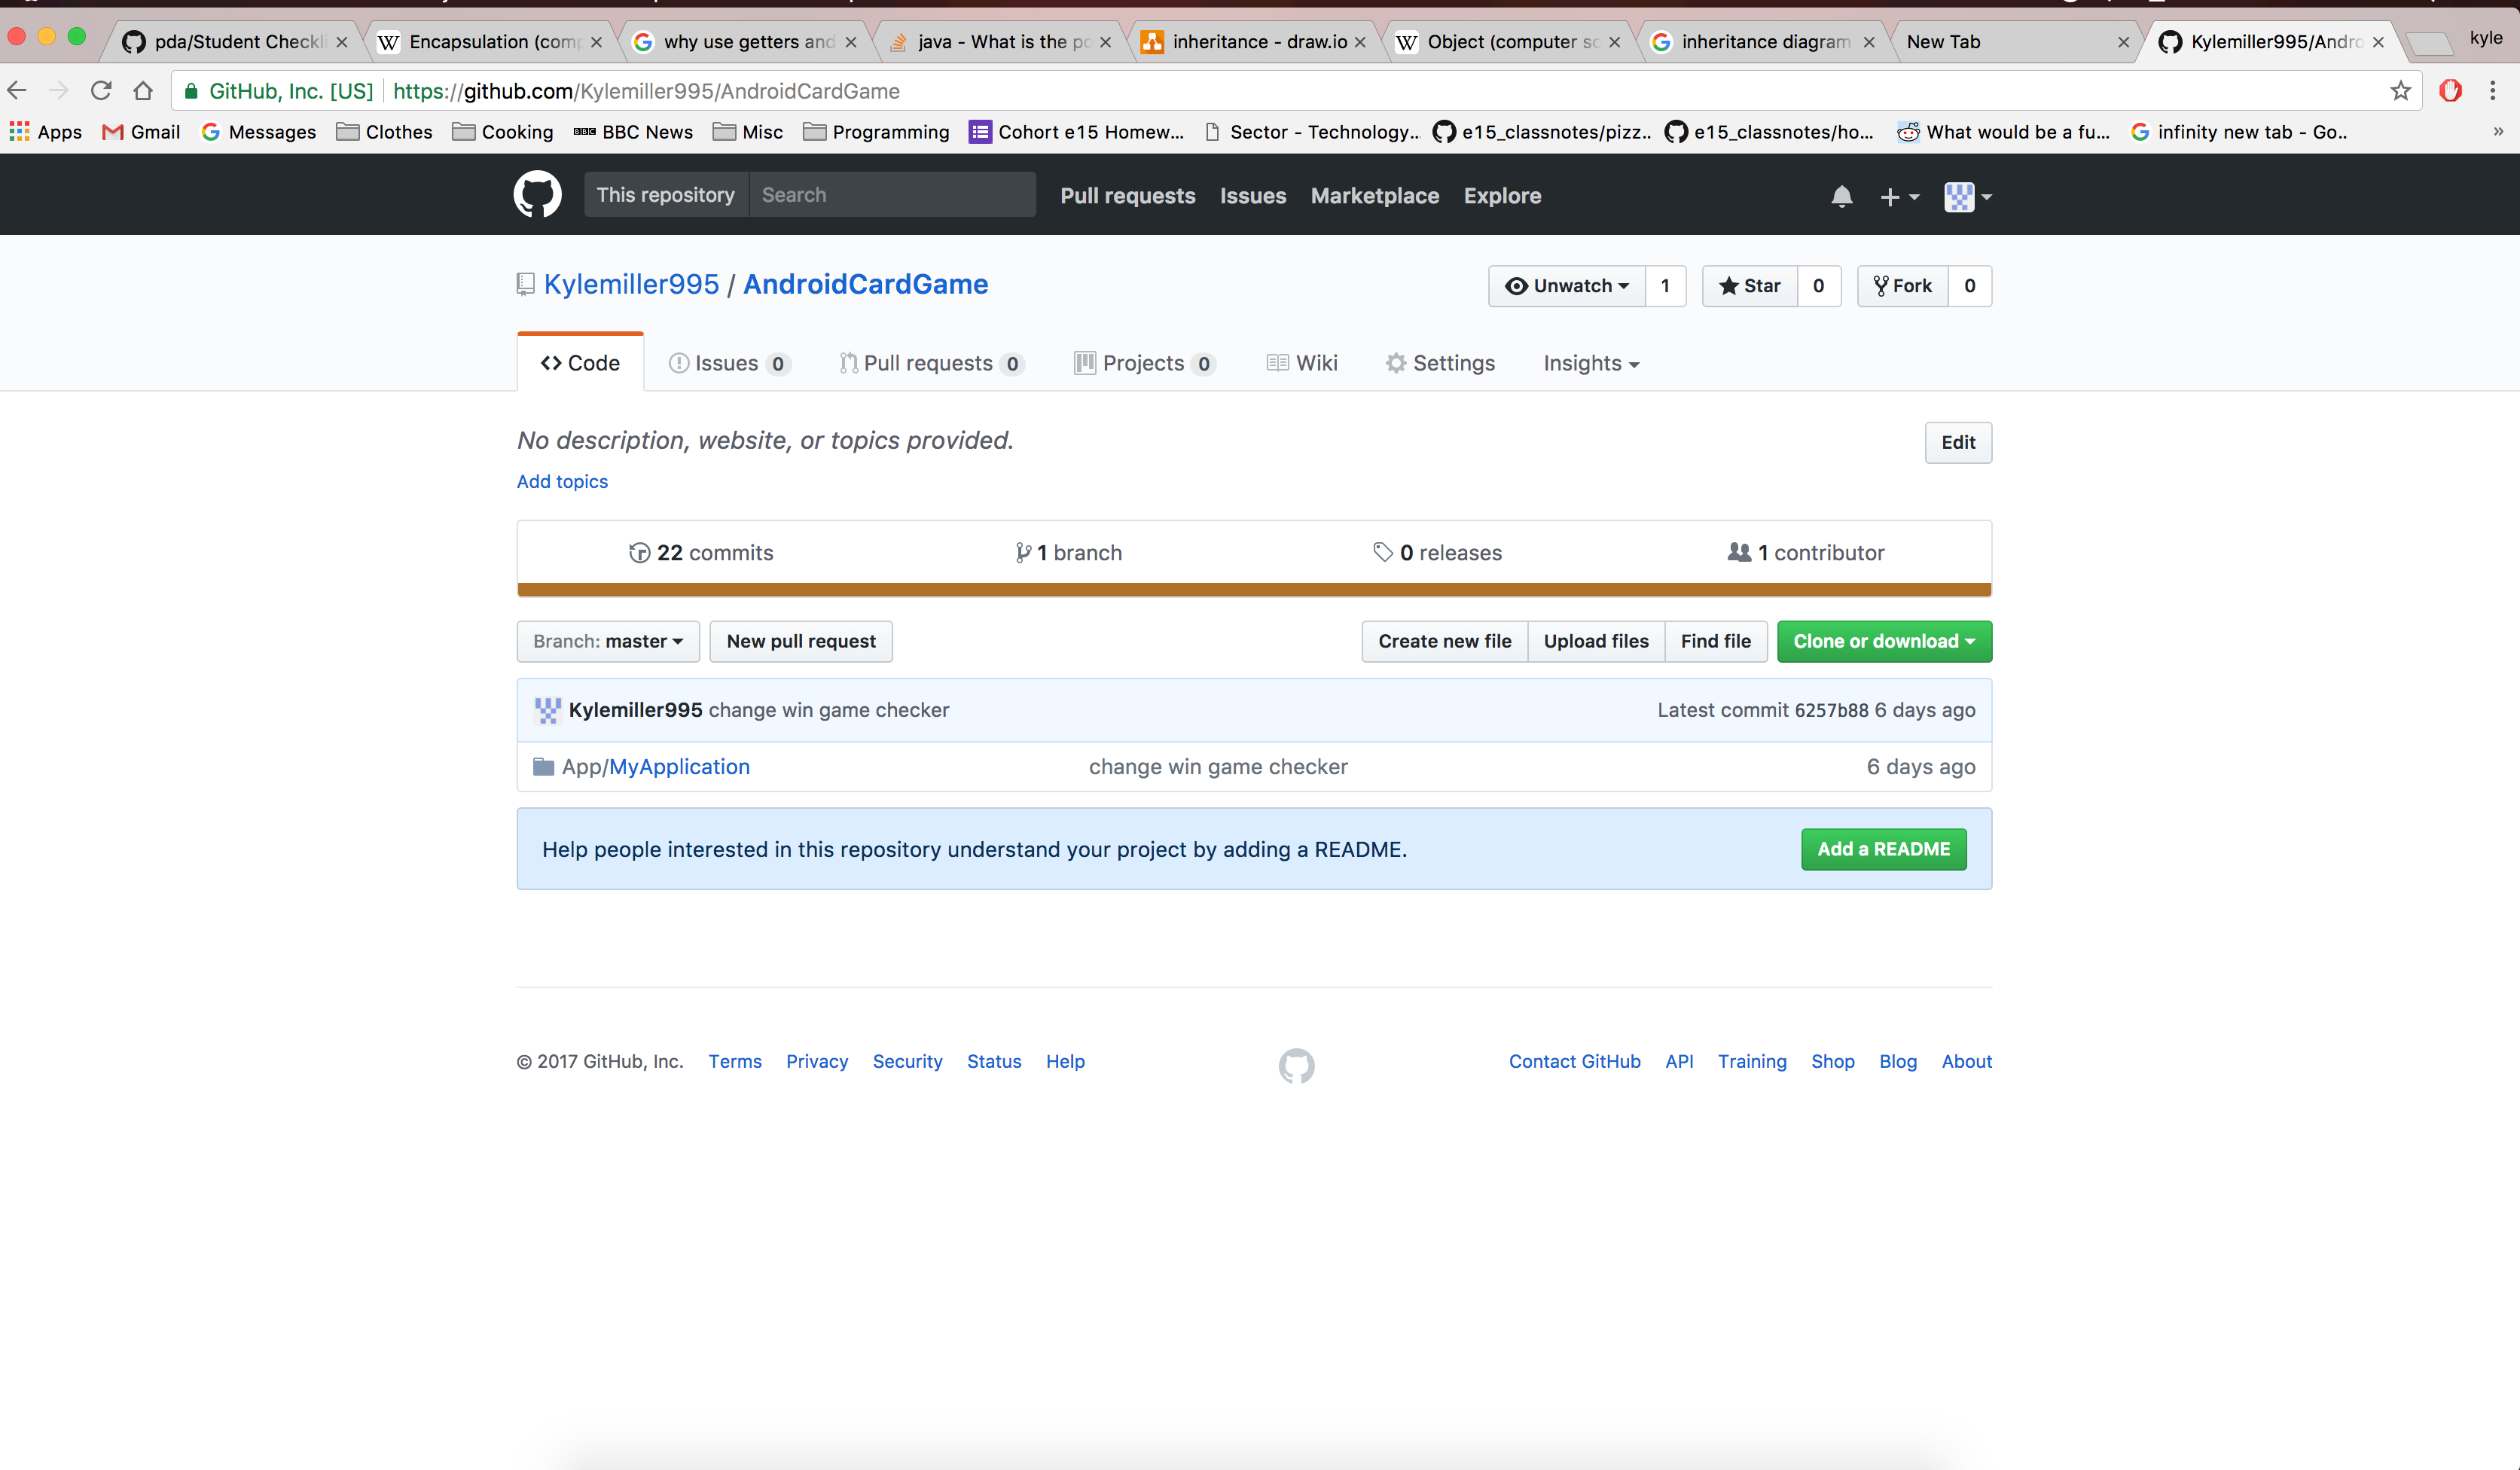 pda/Student Checkli
Encapsulation (comp
why use getters and
java - What is the po
inheritance - draw.io
Object (computer sc
inheritance diagram
New Tab
Kylemiller995/Andro
kyle
GitHub, Inc. [US] https://github.com/Kylemiller995/AndroidCardGame
Apps Gmail Messages Clothes Cooking BBC News Misc Programming Cohort e15 Homew... Sector - Technology... e15_classnotes/pizz... e15_classnotes/ho... What would be a fu... infinity new tab - Go... »
This repository Search Pull requests Issues Marketplace Explore
Kylemiller995 / AndroidCardGame Unwatch 1 Star 0 Fork 0
Code Issues 0 Pull requests 0 Projects 0 Wiki Settings Insights
No description, website, or topics provided. Edit
Add topics
22 commits 1 branch 0 releases 1 contributor
Branch: master New pull request Create new file Upload files Find file Clone or download
Kylemiller995 change win game checker Latest commit 6257b88 6 days ago
App/MyApplication change win game checker 6 days ago
Help people interested in this repository understand your project by adding a README. Add a README
© 2017 GitHub, Inc. Terms Privacy Security Status Help Contact GitHub API Training Shop Blog About